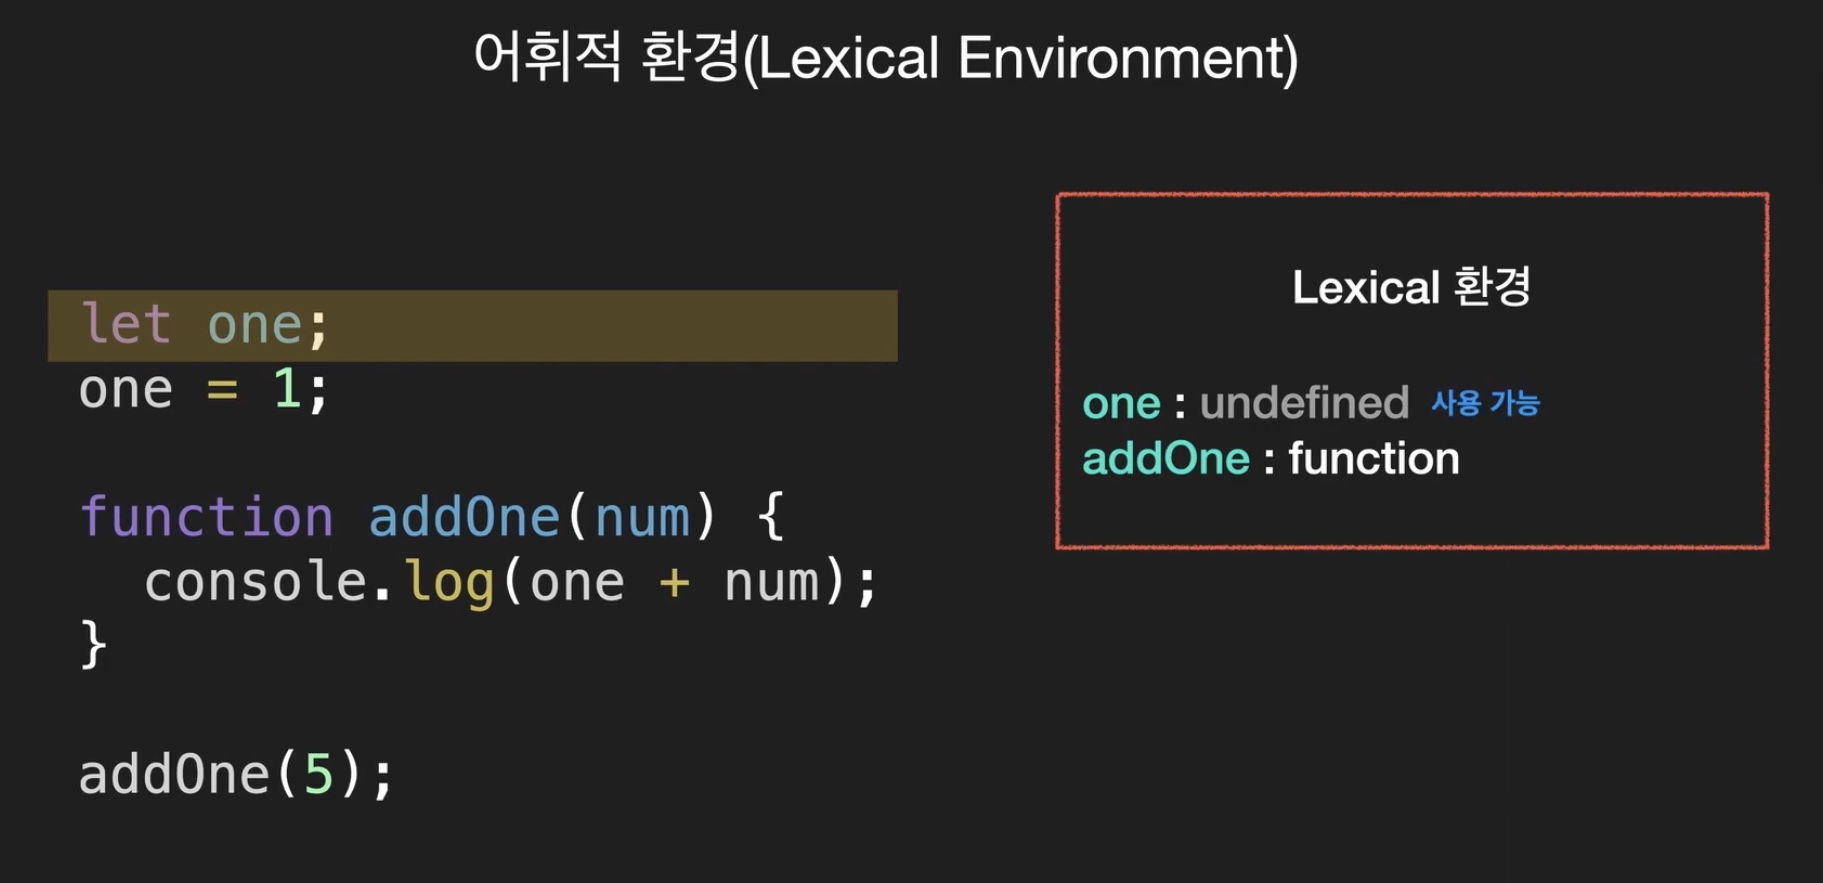 어휘적 환경(Lexical Environment)
let one;
one = 1;
function addOne(num) {
  console.log(one + num);
}
addOne(5);
Lexical 환경
one : undefined 사용 가능
addOne : function